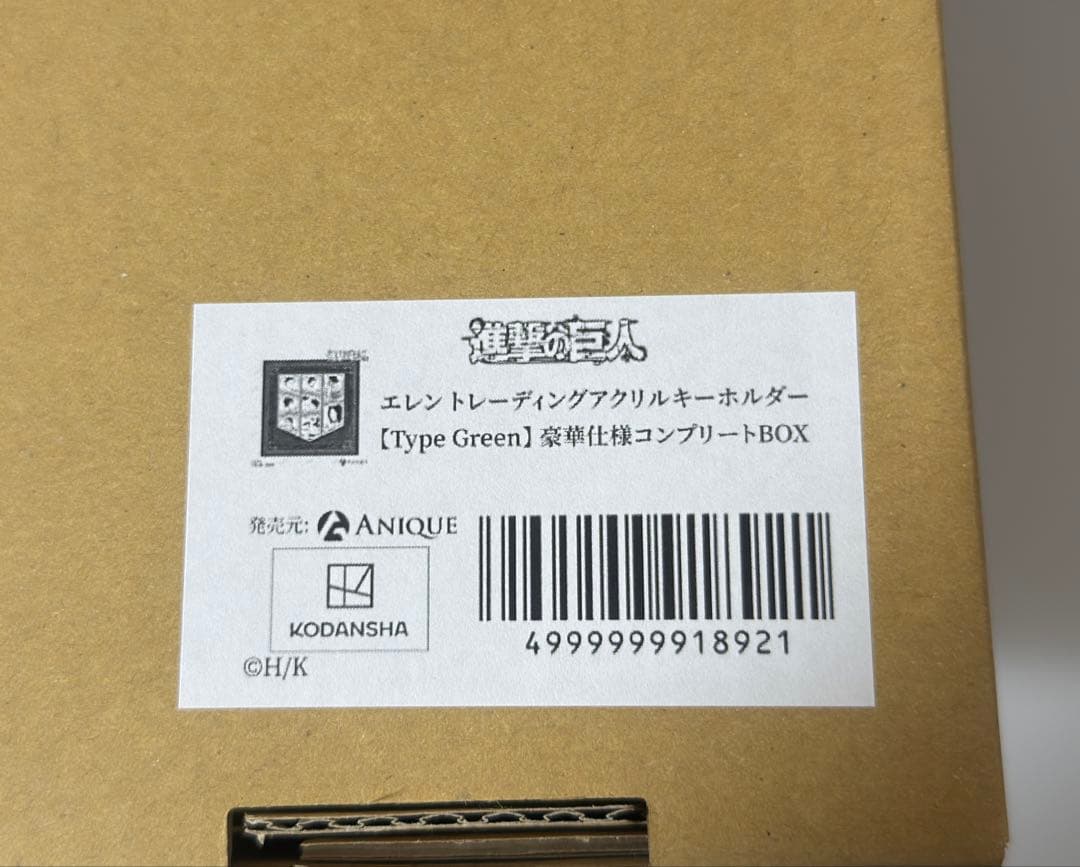 進撃の巨人
エレン トレーディングアクリルキーホルダー
【Type Green】豪華仕様コンプリートBOX
発売元: ANIQUE
KODANSHA
4999999918921
©H/K